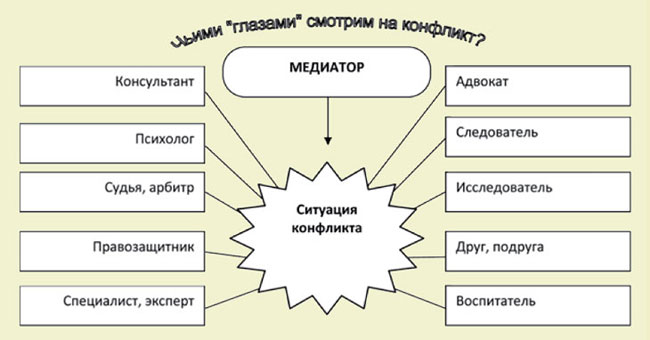 Чьими "глазами" смотрим на конфликт?
МЕДИАТОР
Консультант
Адвокат
Психолог
Следователь
Судья, арбитр
Исследователь
Ситуация
конфликта
Правозащитник
Друг, подруга
Специалист, эксперт
Воспитатель